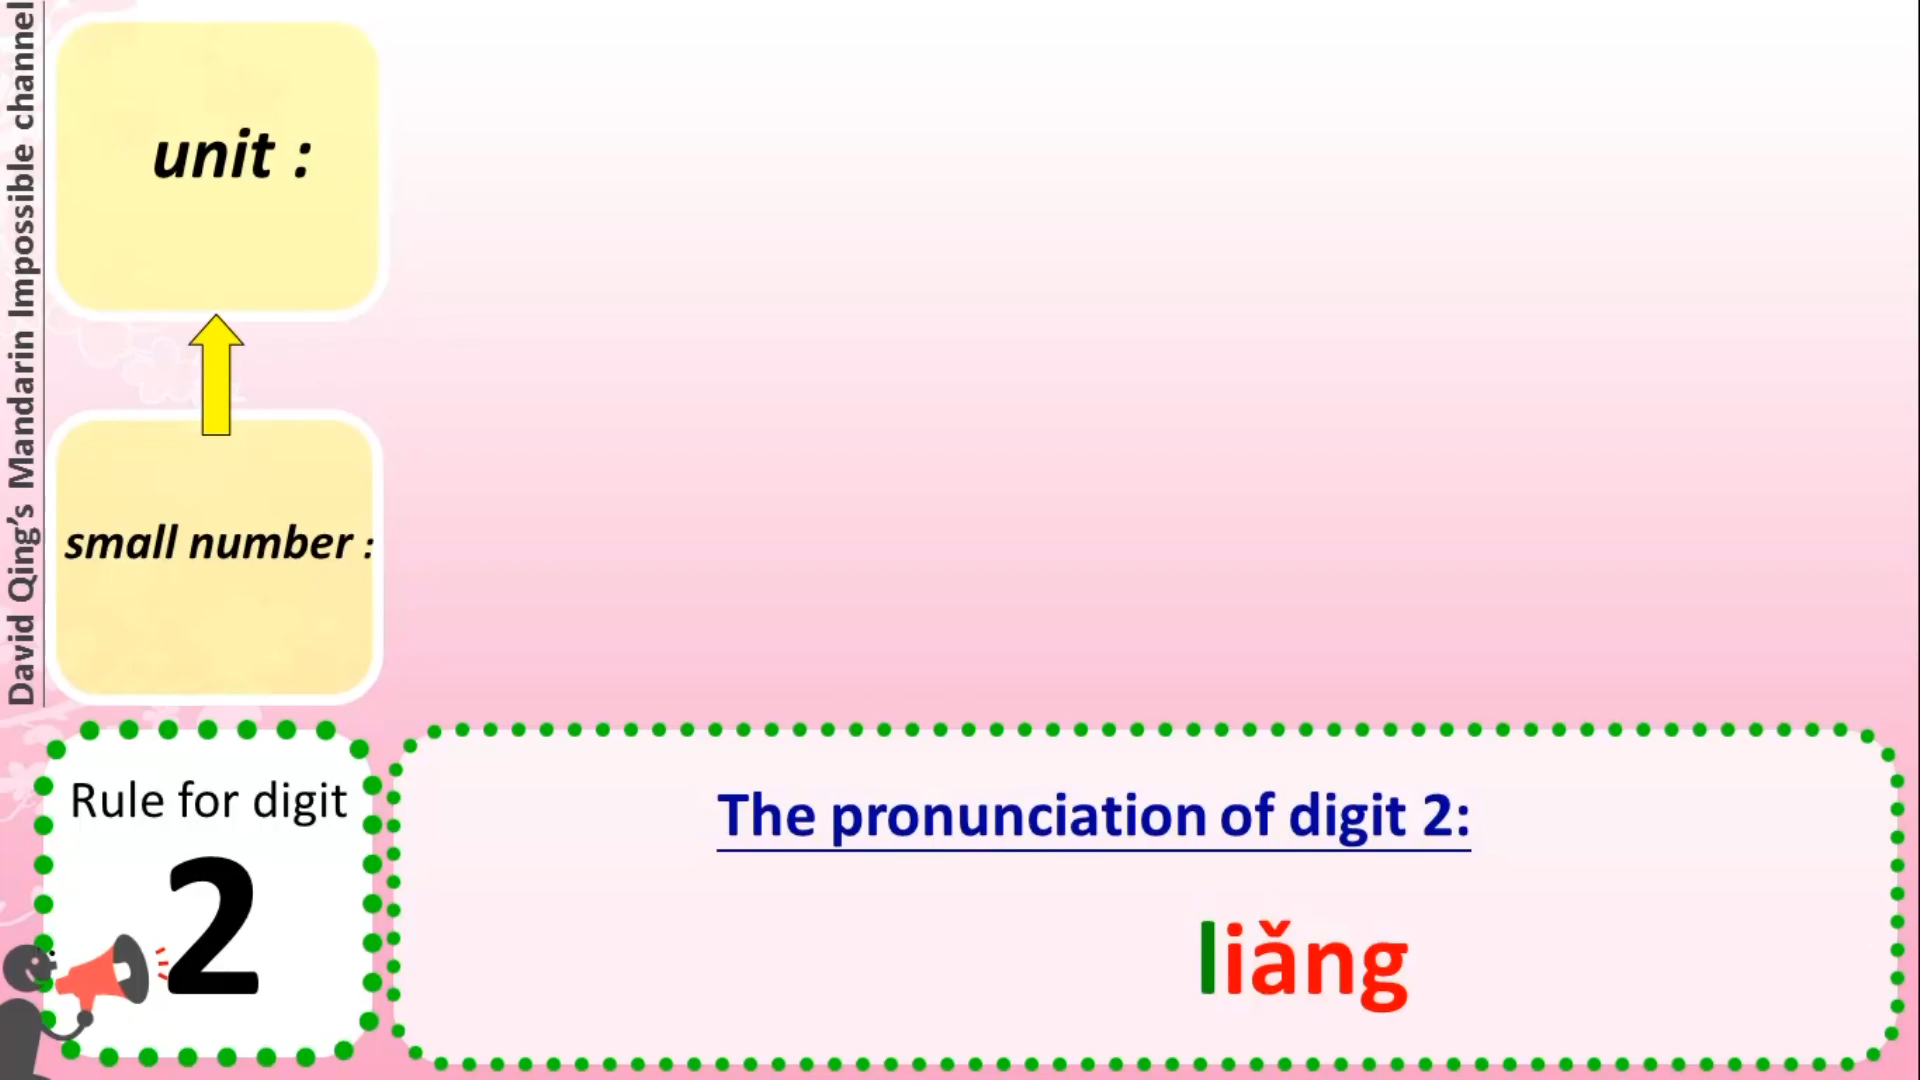 David Qing's Mandarin Impossible channel
unit :
small number :
Rule for digit
2
The pronunciation of digit 2:
liǎng